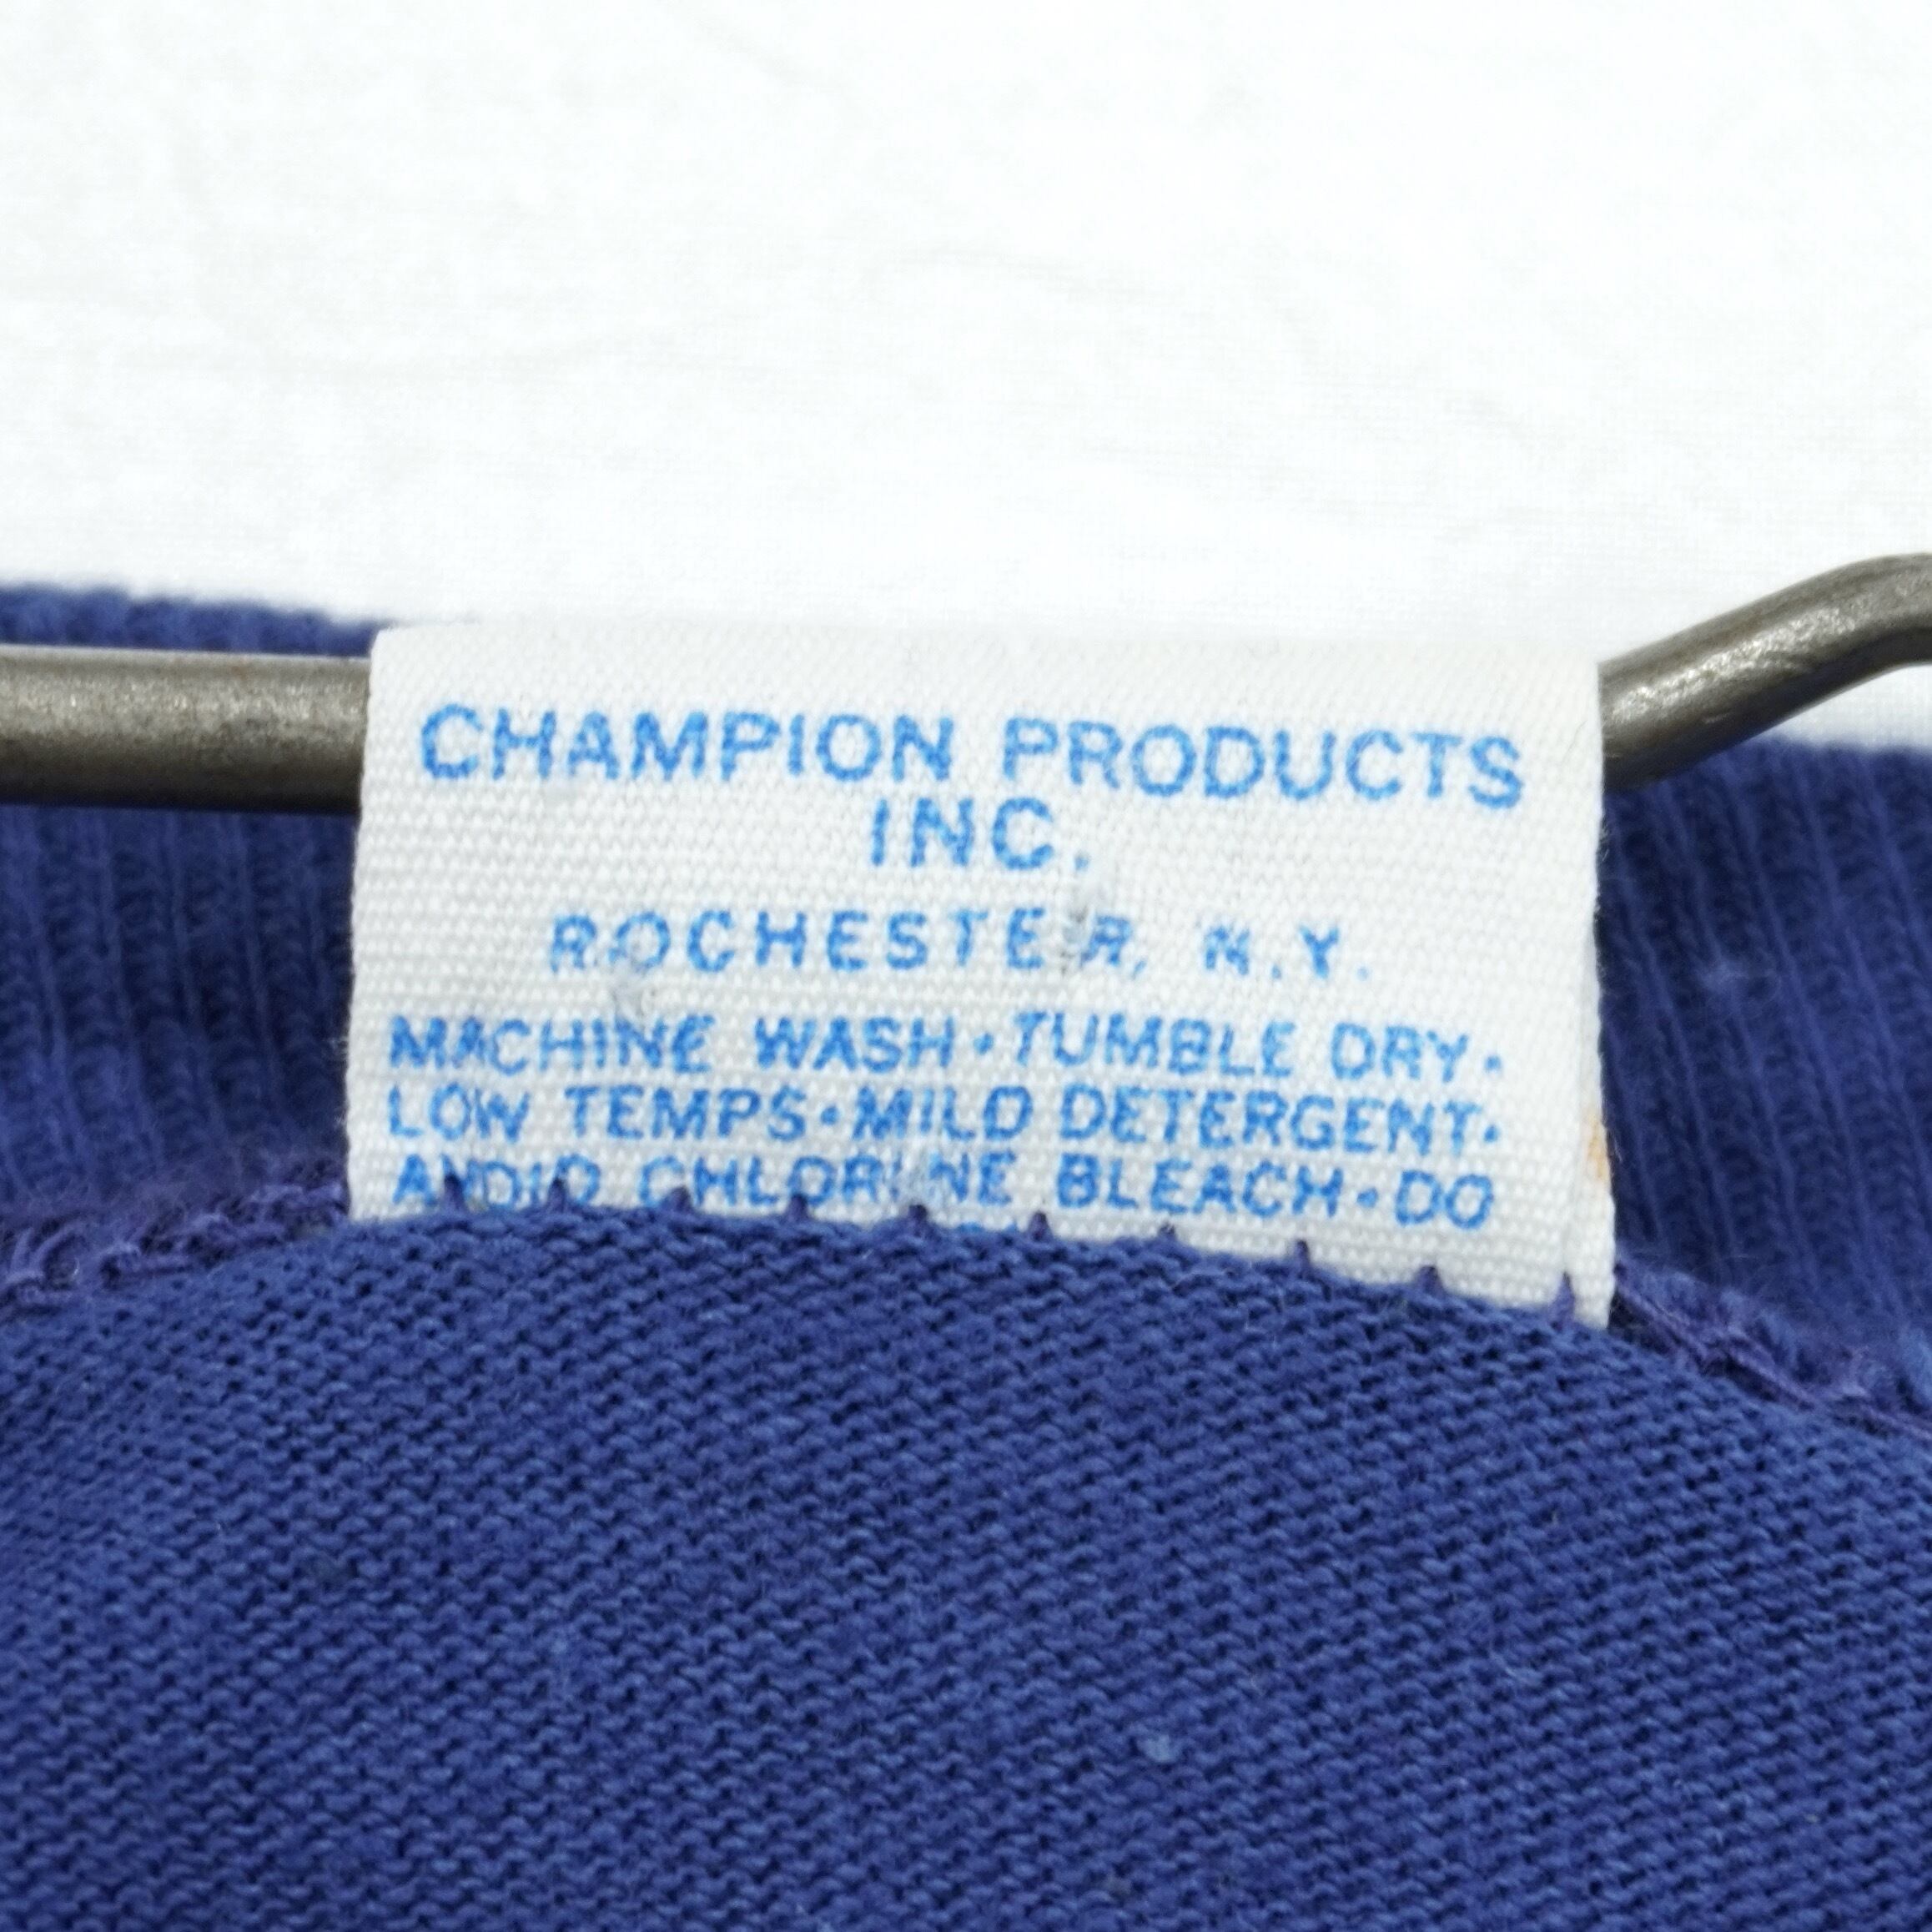 CHAMPION PRODUCTS
INC.
ROCHESTER, N.Y.
MACHINE WASH·TUMBLE DRY·
LOW TEMPS·MILD DETERGENT·
AVOID CHLORINE BLEACH·DO